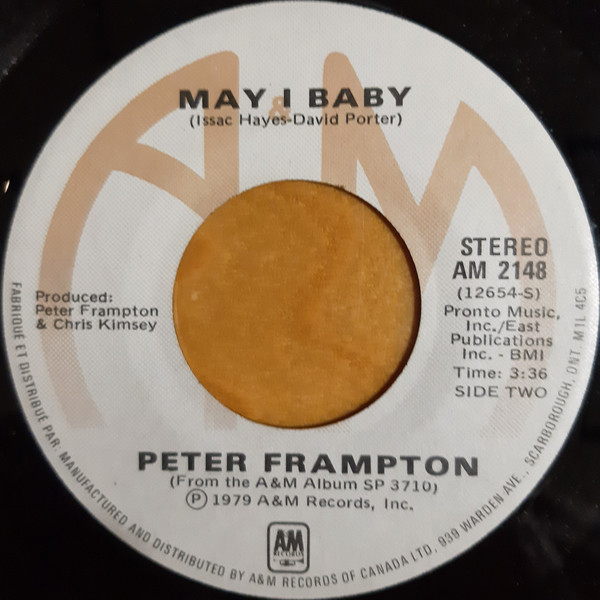 MAY I BABY
(Issac Hayes-David Porter)
STEREO
AM 2148
(12654-S)
Produced:
Peter Frampton
& Chris Kimsey
Pronto Music,
Inc./East
Publications
Inc. - BMI
Time: 3:36
SIDE TWO
PETER FRAMPTON
(From the A&M Album SP 3710)
Ⓟ 1979 A&M Records, Inc.
AM
RECORDS
FABRIQUÉ ET DISTRIBUÉ PAR: MANUFACTURED AND DISTRIBUTED BY A&M RECORDS OF CANADA LTD. 939 WARDEN AVE., SCARBOROUGH, ONT. M1L 4C5
A&M